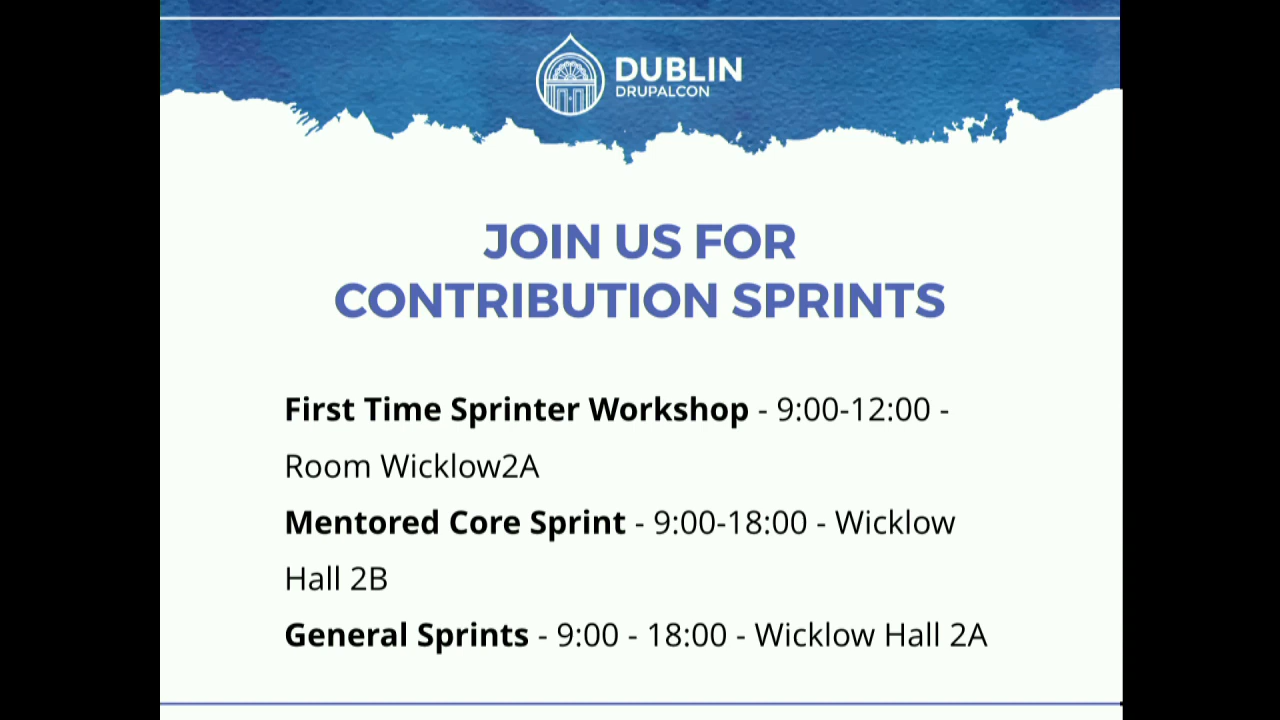 DUBLIN
DRUPALCON
JOIN US FOR
CONTRIBUTION SPRINTS
First Time Sprinter Workshop - 9:00-12:00 -
Room Wicklow2A
Mentored Core Sprint - 9:00-18:00 - Wicklow
Hall 2B
General Sprints - 9:00 - 18:00 - Wicklow Hall 2A